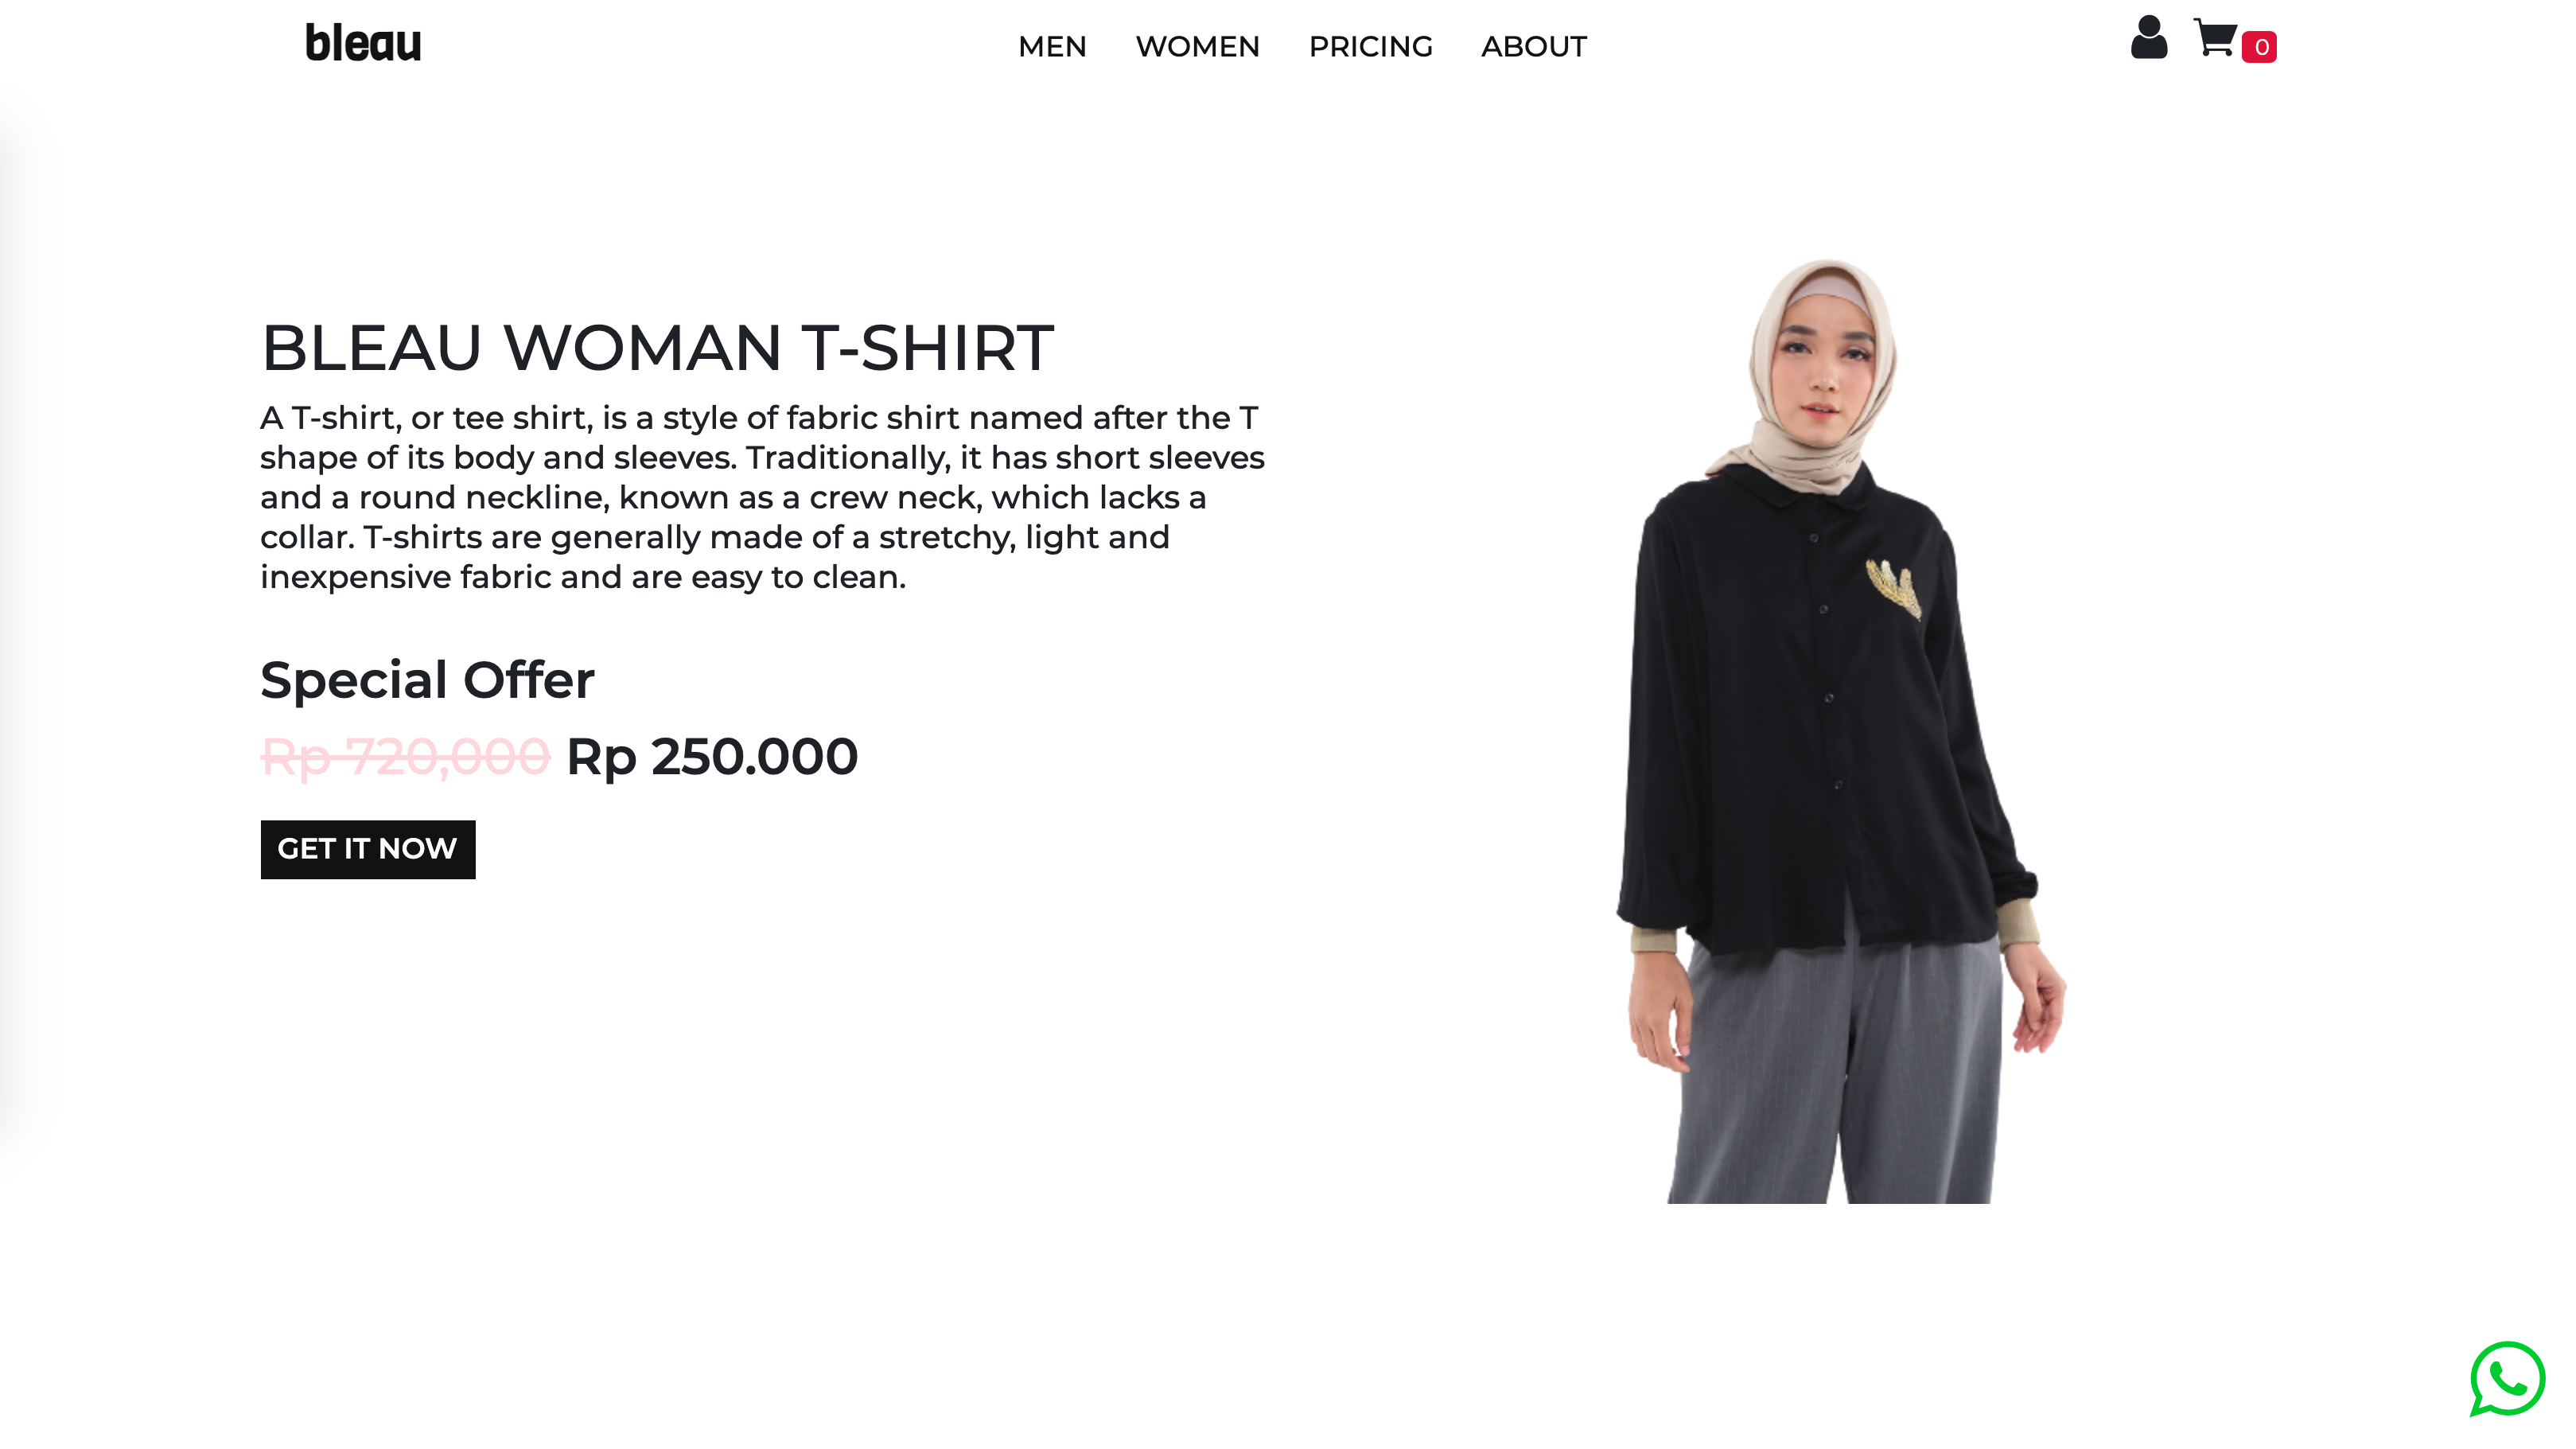 bleau
MEN WOMEN PRICING ABOUT
0
BLEAU WOMAN T-SHIRT
A T-shirt, or tee shirt, is a style of fabric shirt named after the T
shape of its body and sleeves. Traditionally, it has short sleeves
and a round neckline, known as a crew neck, which lacks a
collar. T-shirts are generally made of a stretchy, light and
inexpensive fabric and are easy to clean.
Special Offer
Rp 720,000 Rp 250.000
GET IT NOW